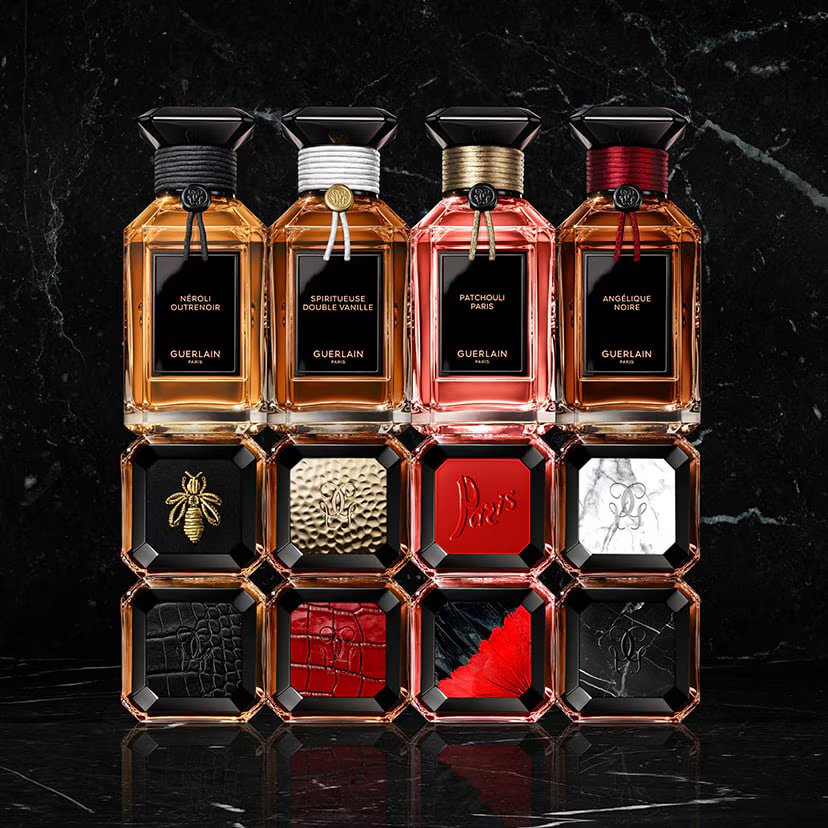 NÉROLI
OUTRENOIR
GUERLAIN
PARIS
SPIRITUEUSE
DOUBLE VANILLE
GUERLAIN
PARIS
PATCHOULI
PARIS
GUERLAIN
PARIS
ANGÉLIQUE
NOIRE
GUERLAIN
PARIS
Paris